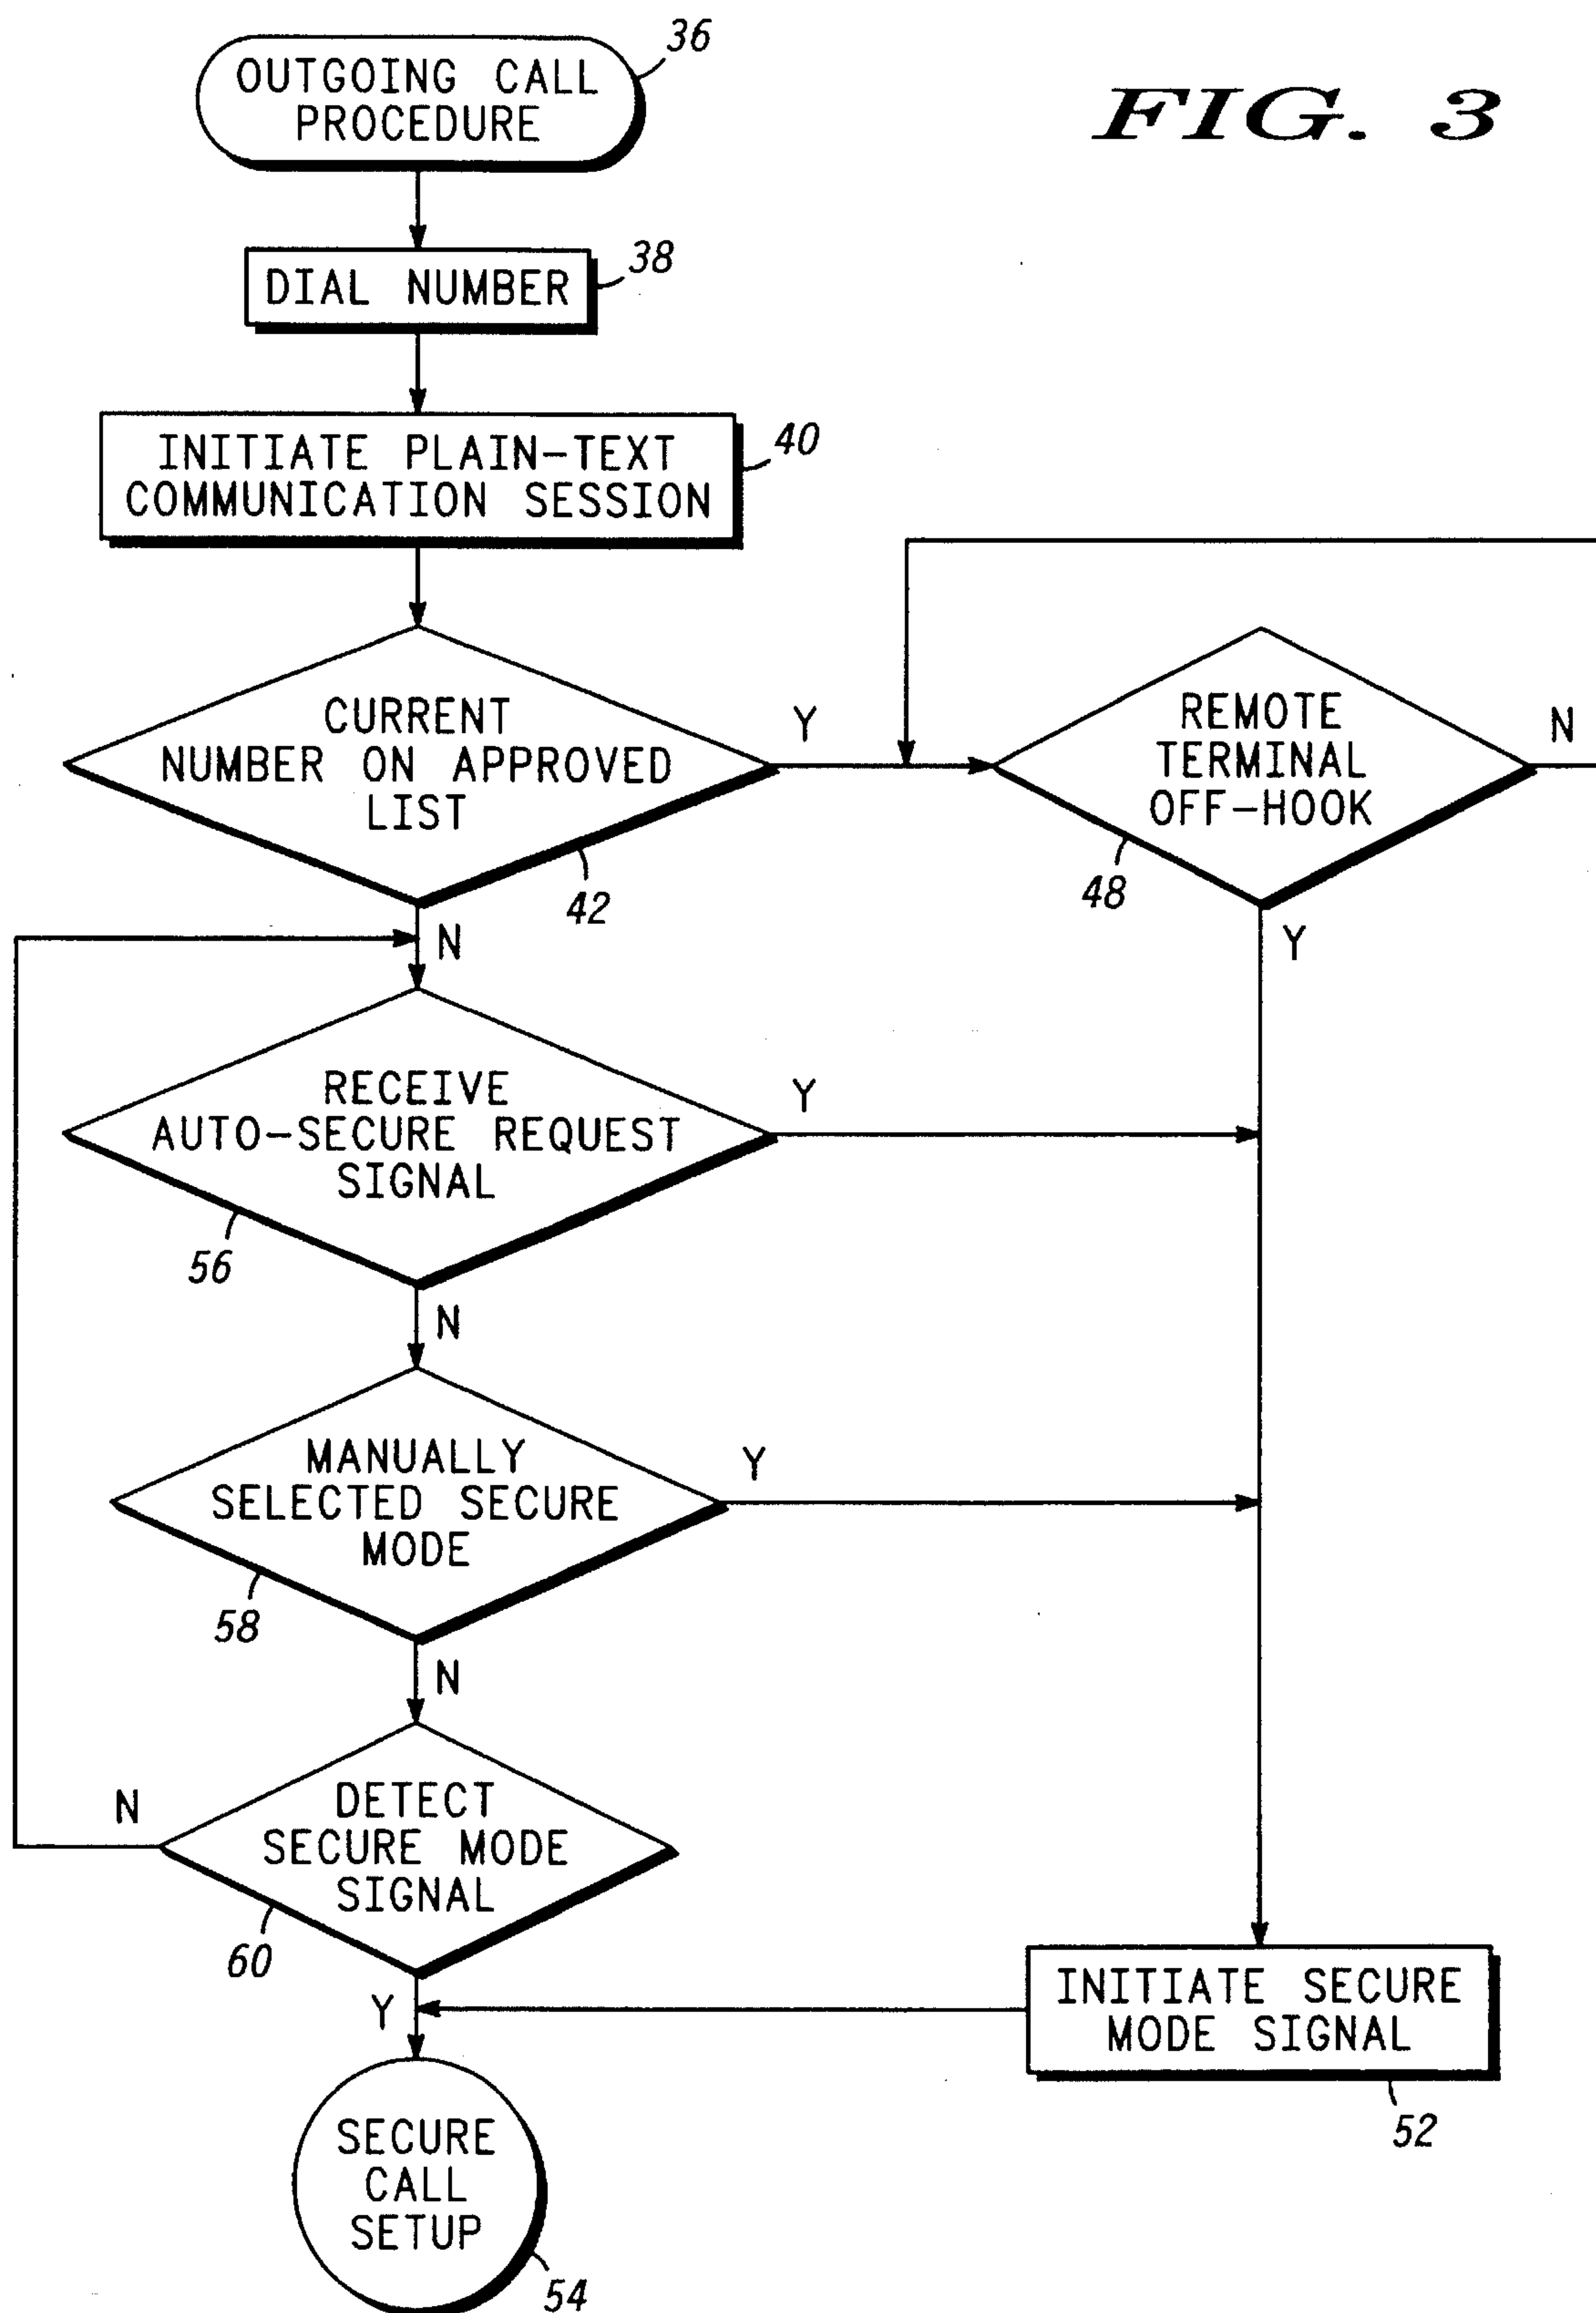 FIG. 3
36
OUTGOING CALL
PROCEDURE
38
DIAL NUMBER
40
INITIATE PLAIN-TEXT
COMMUNICATION SESSION
CURRENT
NUMBER ON APPROVED
LIST
42
Y
N
REMOTE
TERMINAL
OFF-HOOK
48
N
Y
RECEIVE
AUTO-SECURE REQUEST
SIGNAL
56
Y
N
MANUALLY
SELECTED SECURE
MODE
58
Y
N
DETECT
SECURE MODE
SIGNAL
60
N
Y
INITIATE SECURE
MODE SIGNAL
52
SECURE
CALL
SETUP
54